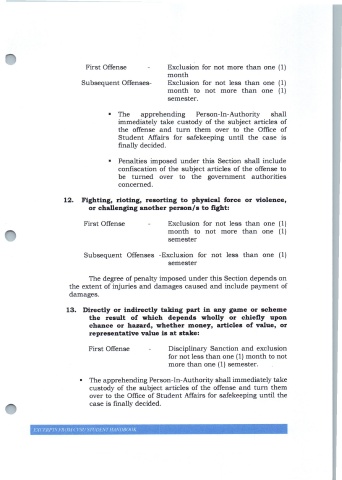 First Offense - Exclusion for not more than one (1)
month
Subsequent Offenses- Exclusion for not less than one (1)
month to not more than one (1)
semester.
▪ The apprehending Person-In-Authority shall
immediately take custody of the subject articles of
the offense and turn them over to the Office of
Student Affairs for safekeeping until the case is
finally decided.
▪ Penalties imposed under this Section shall include
confiscation of the subject articles of the offense to
be turned over to the government authorities
concerned.
12. Fighting, rioting, resorting to physical force or violence,
or challenging another person/s to fight:
First Offense - Exclusion for not less than one (1)
month to not more than one (1)
semester
Subsequent Offenses -Exclusion for not less than one (1)
semester
The degree of penalty imposed under this Section depends on
the extent of injuries and damages caused and include payment of
damages.
13. Directly or indirectly taking part in any game or scheme
the result of which depends wholly or chiefly upon
chance or hazard, whether money, articles of value, or
representative value is at stake:
First Offense - Disciplinary Sanction and exclusion
for not less than one (1) month to not
more than one (1) semester.
▪ The apprehending Person-In-Authority shall immediately take
custody of the subject articles of the offense and turn them
over to the Office of Student Affairs for safekeeping until the
case is finally decided.
STUDENT HANDBOOK